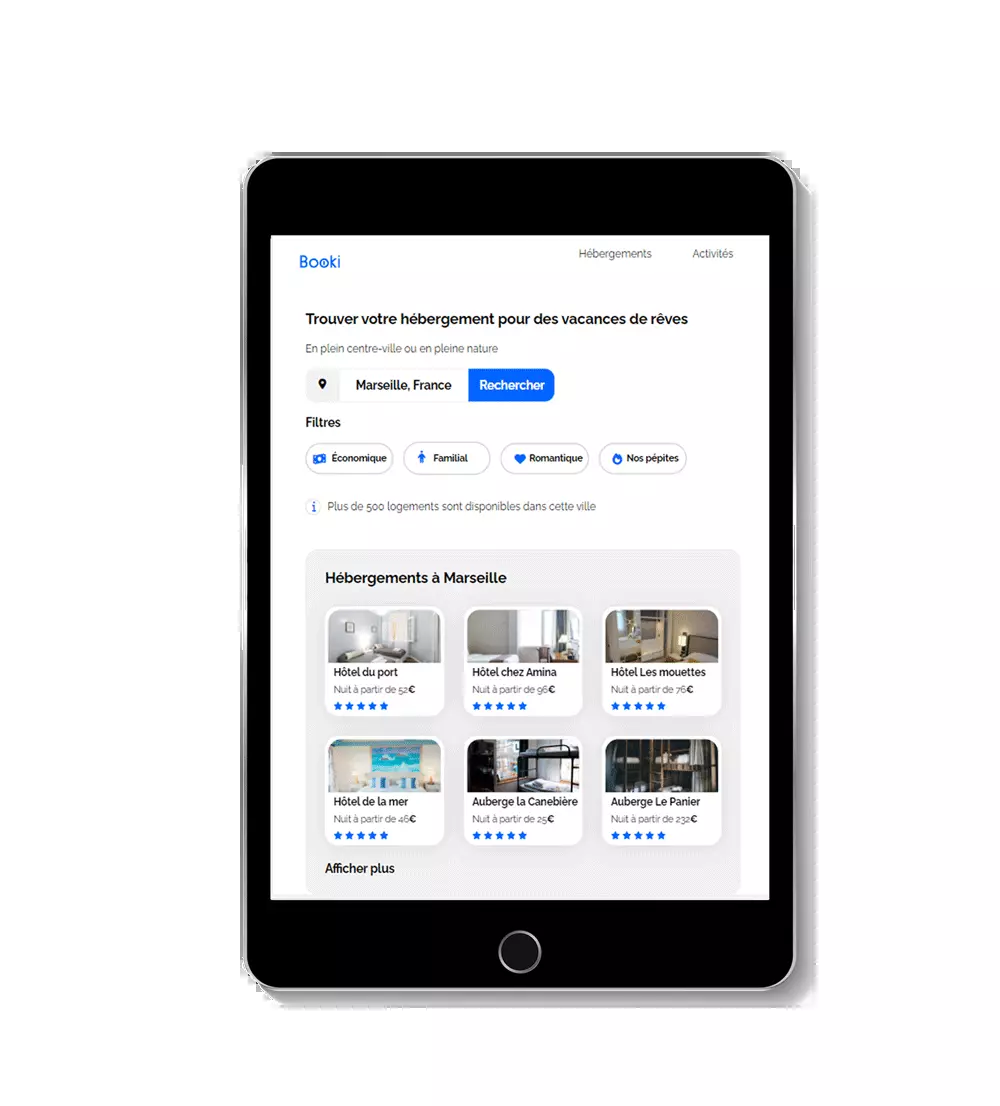 Booki
Hébergements Activités
Trouver votre hébergement pour des vacances de rêves
En plein centre-ville ou en pleine nature
Marseille, France Rechercher
Filtres
Économique Familial Romantique Nos pépites
i Plus de 500 logements sont disponibles dans cette ville
Hébergements à Marseille
Hôtel du port
Nuit à partir de 52€
Hôtel chez Amina
Nuit à partir de 96€
Hôtel Les mouettes
Nuit à partir de 76€
Hôtel de la mer
Nuit à partir de 46€
Auberge la Canebière
Nuit à partir de 25€
Auberge Le Panier
Nuit à partir de 232€
Afficher plus